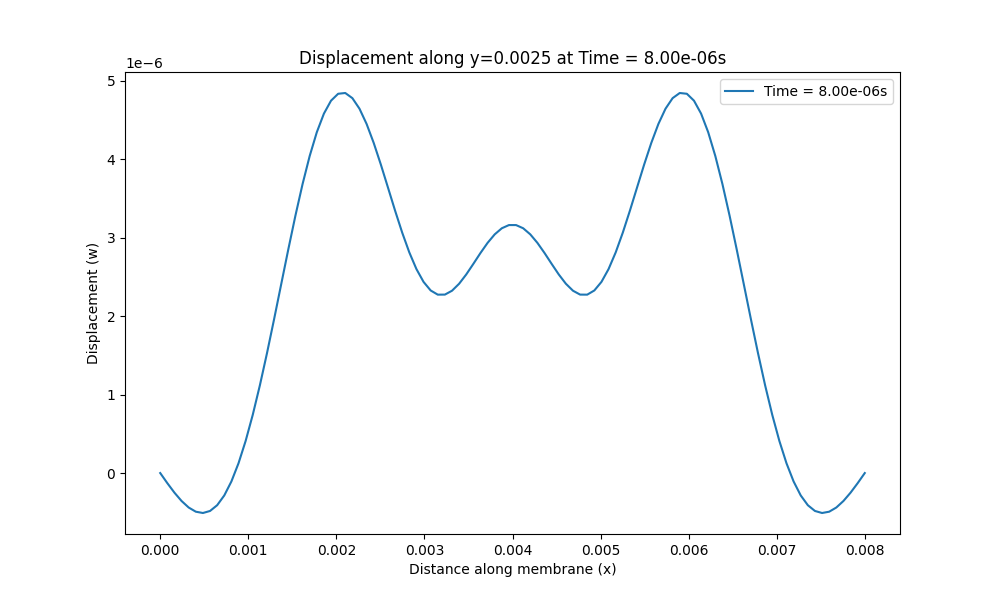 Displacement along y=0.0025 at Time = 8.00e-06s
1e−6
Time = 8.00e-06s
5
4
3
2
1
0
Displacement (w)
0.000 0.001 0.002 0.003 0.004 0.005 0.006 0.007 0.008
Distance along membrane (x)